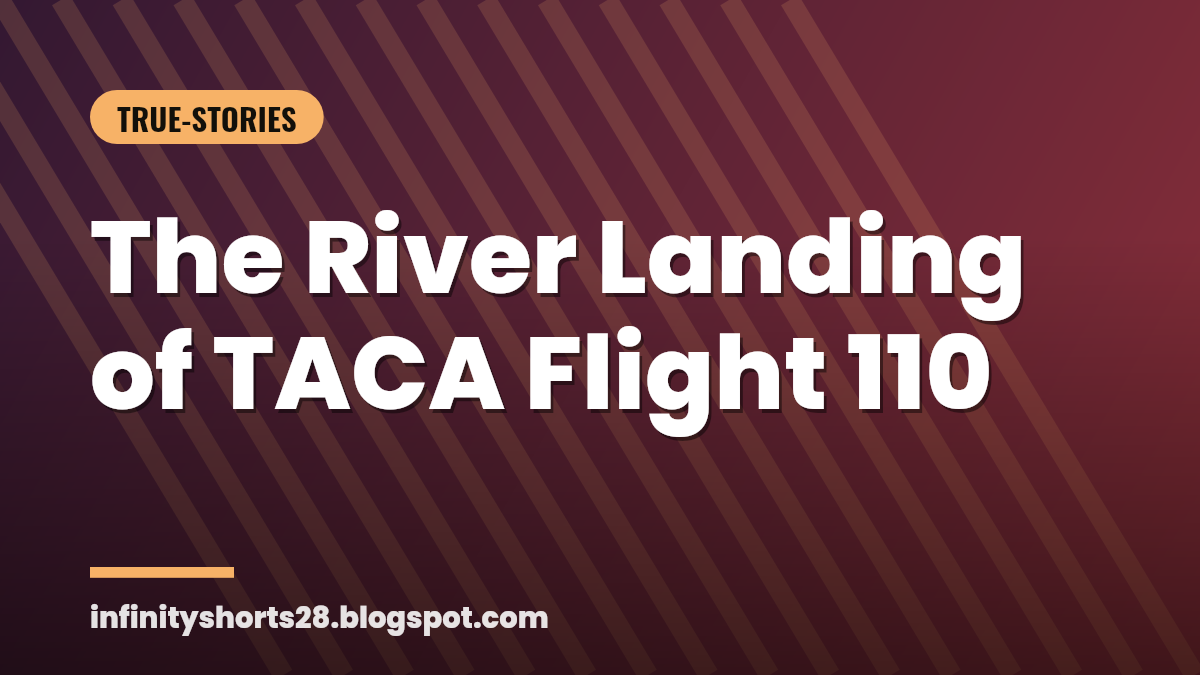 TRUE-STORIES
The River Landing
of TACA Flight 110
infinityshorts28.blogspot.com